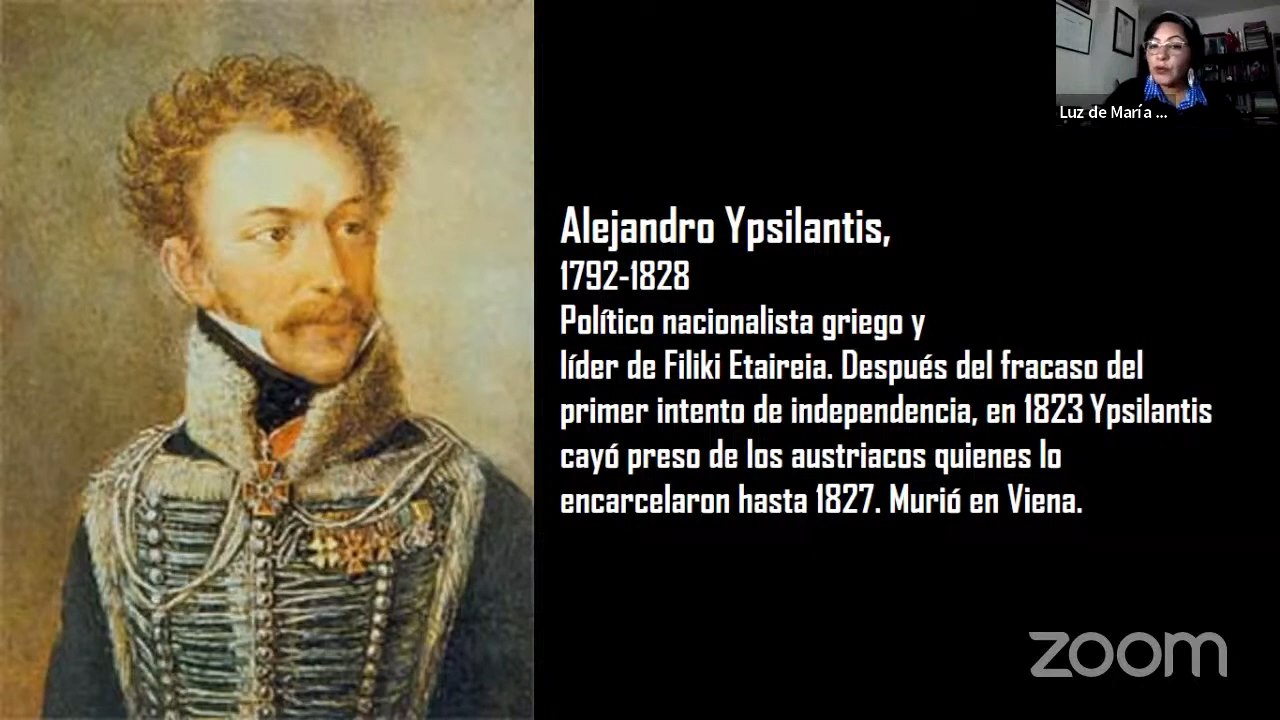 Luz de María ...
Alejandro Ypsilantis,
1792-1828
Político nacionalista griego y
líder de Filiki Etaireia. Después del fracaso del
primer intento de independencia, en 1823 Ypsilantis
cayó preso de los austriacos quienes lo
encarcelaron hasta 1827. Murió en Viena.
zoom